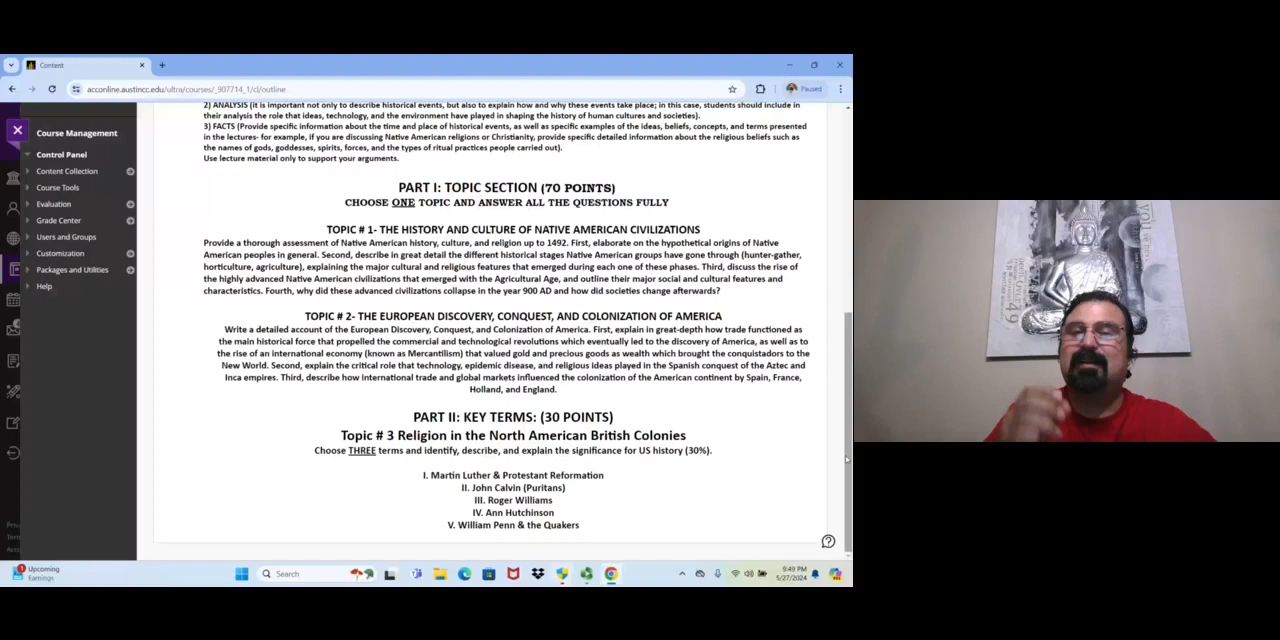 Content
acconline.austincc.edu/ultra/courses/_907714_1/cl/outline
Paused
Course Management
Control Panel
Content Collection
Course Tools
Evaluation
Grade Center
Users and Groups
Customization
Packages and Utilities
Help
2) ANALYSIS (it is important not only to describe historical events, but also to explain how and why these events take place; in this case, students should include in
their analysis the role that ideas, technology, and the environment have played in shaping the history of human cultures and societies).
3) FACTS (Provide specific information about the time and place of historical events, as well as specific examples of the ideas, beliefs, concepts, and terms presented
in the lectures- for example, if you are discussing Native American religions or Christianity, provide specific detailed information about the religious beliefs such as
the names of gods, goddesses, spirits, forces, and the types of ritual practices people carried out).
Use lecture material only to support your arguments.
PART I: TOPIC SECTION (70 POINTS)
CHOOSE ONE TOPIC AND ANSWER ALL THE QUESTIONS FULLY
TOPIC # 1- THE HISTORY AND CULTURE OF NATIVE AMERICAN CIVILIZATIONS
Provide a thorough assessment of Native American history, culture, and religion up to 1492. First, elaborate on the hypothetical origins of Native
American peoples in general. Second, describe in great detail the different historical stages Native American groups have gone through (hunter-gather,
horticulture, agriculture), explaining the major cultural and religious features that emerged during each one of these phases. Third, discuss the rise of
the highly advanced Native American civilizations that emerged with the Agricultural Age, and outline their major social and cultural features and
characteristics. Fourth, why did these advanced civilizations collapse in the year 900 AD and how did societies change afterwards?
TOPIC # 2- THE EUROPEAN DISCOVERY, CONQUEST, AND COLONIZATION OF AMERICA
Write a detailed account of the European Discovery, Conquest, and Colonization of America. First, explain in great-depth how trade functioned as
the main historical force that propelled the commercial and technological revolutions which eventually led to the discovery of America, as well as to
the rise of an international economy (known as Mercantilism) that valued gold and precious goods as wealth which brought the conquistadors to the
New World. Second, explain the critical role that technology, epidemic disease, and religious ideas played in the Spanish conquest of the Aztec and
Inca empires. Third, describe how international trade and global markets influenced the colonization of the American continent by Spain, France,
Holland, and England.
PART II: KEY TERMS: (30 POINTS)
Topic # 3 Religion in the North American British Colonies
Choose THREE terms and identify, describe, and explain the significance for US history (30%).
I. Martin Luther & Protestant Reformation
II. John Calvin (Puritans)
III. Roger Williams
IV. Ann Hutchinson
V. William Penn & the Quakers
Upcoming
Earnings
Search
9:49 PM
5/27/2024